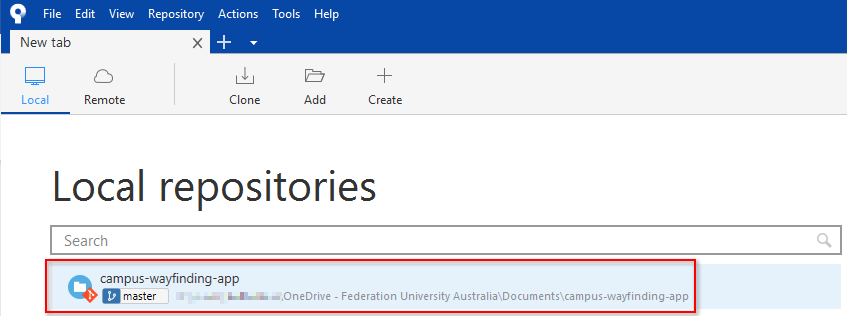 File Edit View Repository Actions Tools Help
New tab
Local Remote Clone Add Create
Local repositories
Search
campus-wayfinding-app
master \OneDrive - Federation University Australia\Documents\campus-wayfinding-app